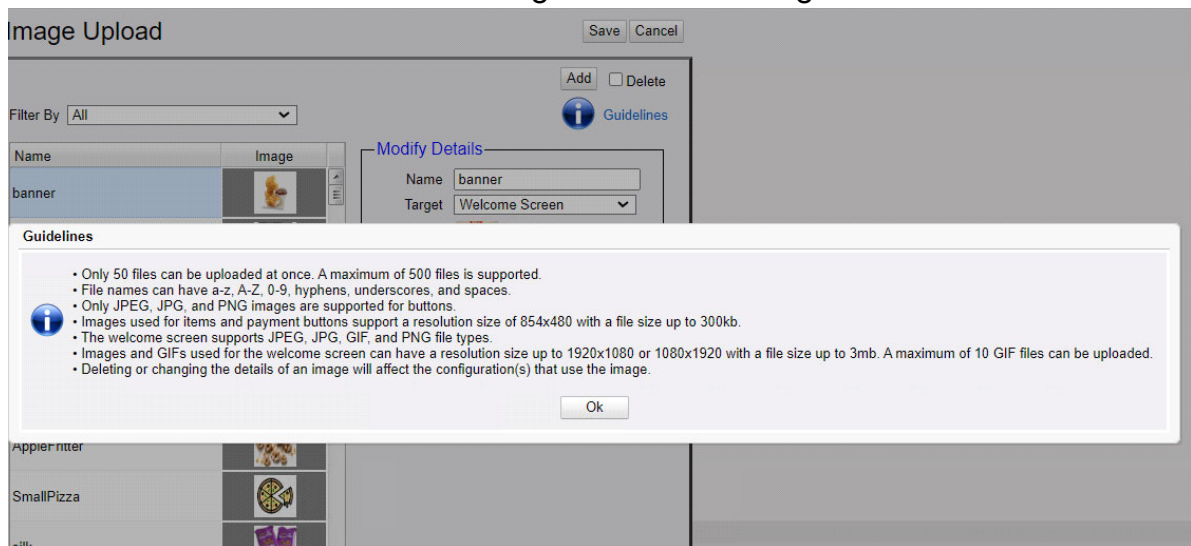 Image Upload
Save Cancel
Add Delete
Filter By All
Guidelines
Name Image
Modify Details
banner
Name banner
Target Welcome Screen
Guidelines
• Only 50 files can be uploaded at once. A maximum of 500 files is supported.
• File names can have a-z, A-Z, 0-9, hyphens, underscores, and spaces.
• Only JPEG, JPG, and PNG images are supported for buttons.
• Images used for items and payment buttons support a resolution size of 854x480 with a file size up to 300kb.
• The welcome screen supports JPEG, JPG, GIF, and PNG file types.
• Images and GIFs used for the welcome screen can have a resolution size up to 1920x1080 or 1080x1920 with a file size up to 3mb. A maximum of 10 GIF files can be uploaded.
• Deleting or changing the details of an image will affect the configuration(s) that use the image.
Ok
AppleFritter
SmallPizza